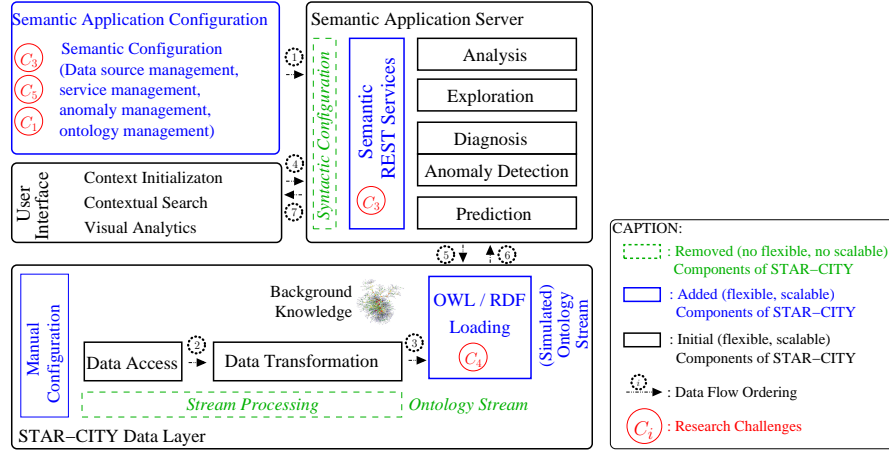 Semantic Application Configuration
C3
C5
C1
Semantic Configuration
(Data source management,
service management,
anomaly management,
ontology management)
1
Semantic Application Server
Syntactic Configuration
Semantic
REST Services
C3
Analysis
Exploration
Diagnosis
Anomaly Detection
Prediction
User
Interface
Context Initializaton
Contextual Search
Visual Analytics
4
7
5
6
Manual
Configuration
Background
Knowledge
OWL / RDF
Loading
C4
(Simulated)
Ontology
Stream
Data Access
2
Data Transformation
3
Stream Processing
Ontology Stream
STAR−CITY Data Layer
CAPTION:
: Removed (no flexible, no scalable)
Components of STAR−CITY
: Added (flexible, scalable)
Components of STAR−CITY
: Initial (flexible, scalable)
Components of STAR−CITY
i
: Data Flow Ordering
Ci : Research Challenges